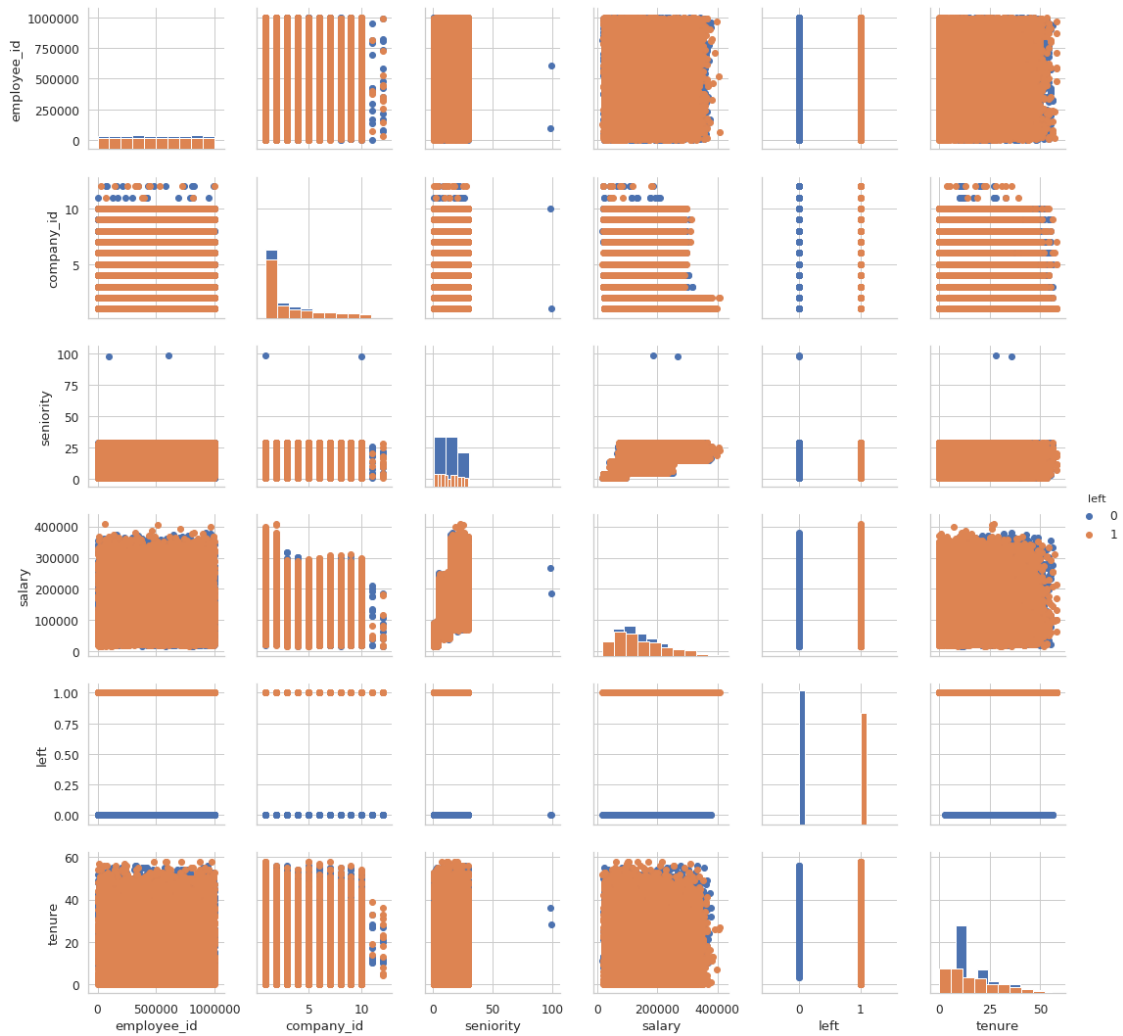 employee_id
1000000
750000
500000
250000
0
company_id
10
5
seniority
100
75
50
25
0
left
0
1
salary
400000
300000
200000
100000
0
left
1.00
0.75
0.50
0.25
0.00
tenure
60
40
20
0
0 500000 1000000
5 10
0 50 100
0 200000 400000
0 1
0 25 50
employee_id company_id seniority salary left tenure